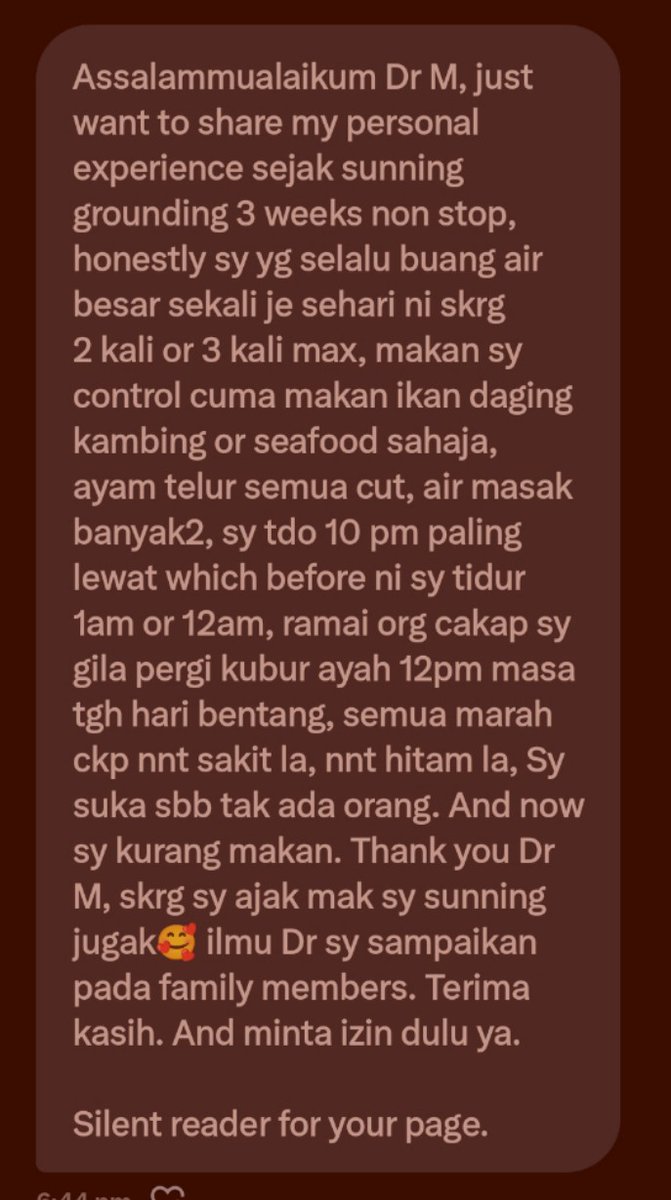 Assalammualaikum Dr M, just
want to share my personal
experience sejak sunning
grounding 3 weeks non stop,
honestly sy yg selalu buang air
besar sekali je sehari ni skrg
2 kali or 3 kali max, makan sy
control cuma makan ikan daging
kambing or seafood sahaja,
ayam telur semua cut, air masak
banyak2, sy tdo 10 pm paling
lewat which before ni sy tidur
1am or 12am, ramai org cakap sy
gila pergi kubur ayah 12pm masa
tgh hari bentang, semua marah
ckp nnt sakit la, nnt hitam la, Sy
suka sbb tak ada orang. And now
sy kurang makan. Thank you Dr
M, skrg sy ajak mak sy sunning
jugak🥰 ilmu Dr sy sampaikan
pada family members. Terima
kasih. And minta izin dulu ya.
Silent reader for your page.
6:44 pm